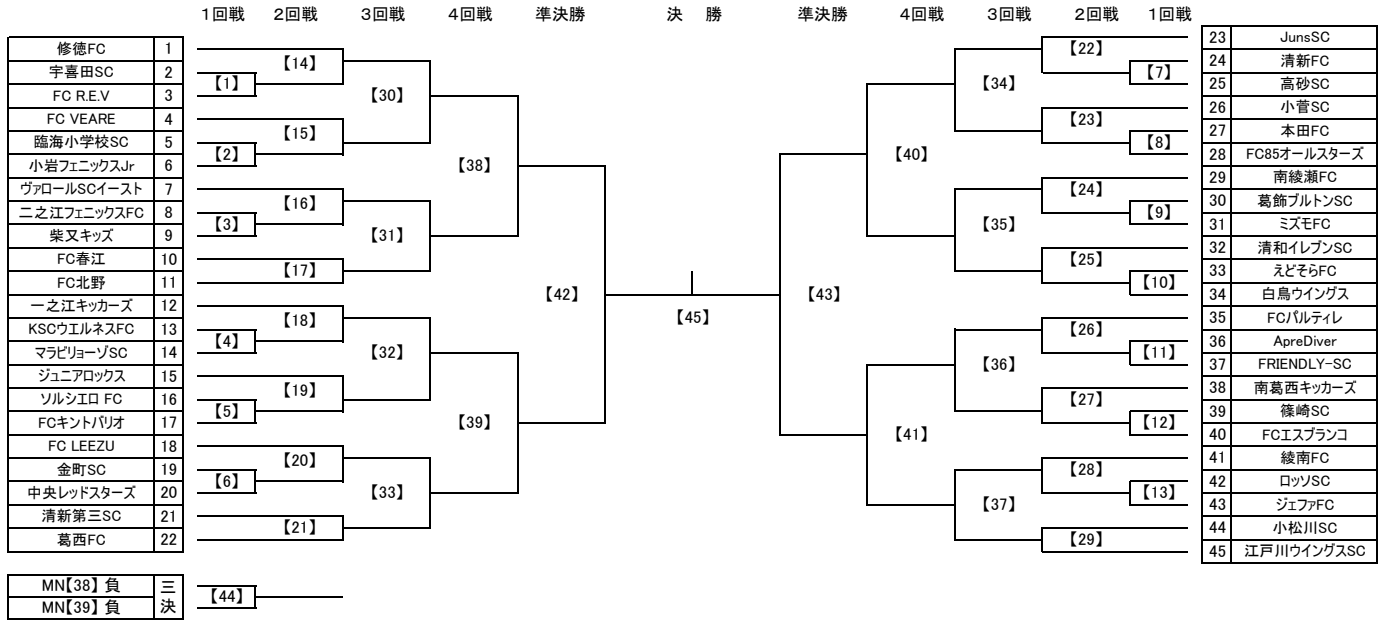 1回戦 2回戦 3回戦 4回戦 準決勝 決 勝 準決勝 4回戦 3回戦 2回戦 1回戦
修徳FC 1
宇喜田SC 2
FC R.E.V 3
FC VEARE 4
臨海小学校SC 5
小岩フェニックスJr 6
ヴァロールSCイースト 7
二之江フェニックスFC 8
柴又キッズ 9
FC春江 10
FC北野 11
一之江キッカーズ 12
KSCウエルネスFC 13
マラビリョーゾSC 14
ジュニアロックス 15
ソルシエロ FC 16
FCキントバリオ 17
FC LEEZU 18
金町SC 19
中央レッドスターズ 20
清新第三SC 21
葛西FC 22
【1】
【2】
【3】
【4】
【5】
【6】
【14】
【15】
【16】
【17】
【18】
【19】
【20】
【21】
【30】
【31】
【32】
【33】
【38】
【39】
【42】
【45】
【43】
【40】
【41】
【34】
【35】
【36】
【37】
【22】
【23】
【24】
【25】
【26】
【27】
【28】
【29】
【7】
【8】
【9】
【10】
【11】
【12】
【13】
23 JunsSC
24 清新FC
25 高砂SC
26 小菅SC
27 本田FC
28 FC85オールスターズ
29 南綾瀬FC
30 葛飾ブルトンSC
31 ミズモFC
32 清和イレブンSC
33 えどそらFC
34 白鳥ウイングス
35 FCパルティレ
36 ApreDiver
37 FRIENDLY-SC
38 南葛西キッカーズ
39 篠崎SC
40 FCエスブランコ
41 綾南FC
42 ロッソSC
43 ジェファFC
44 小松川SC
45 江戸川ウイングスSC
MN【38】負
MN【39】負
三決
【44】